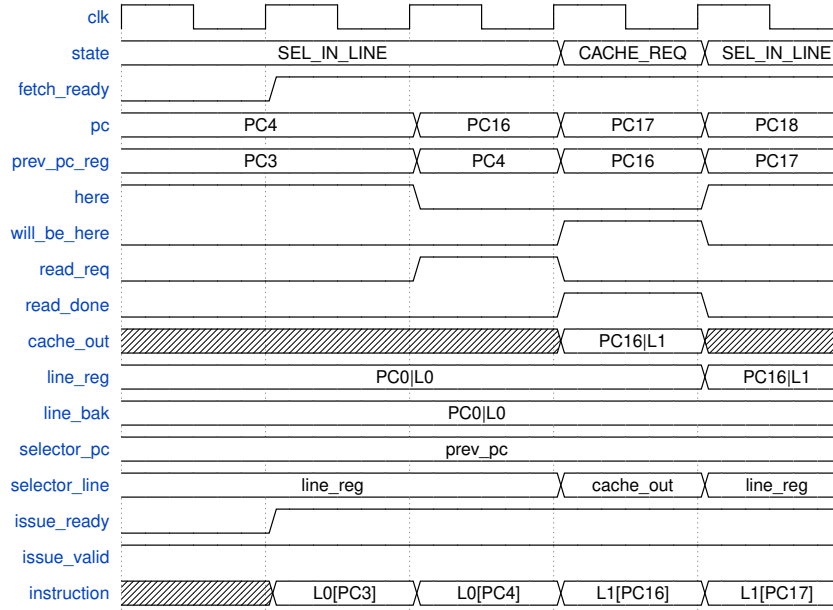 clk
state SEL_IN_LINE CACHE_REQ SEL_IN_LINE
fetch_ready
pc PC4 PC16 PC17 PC18
prev_pc_reg PC3 PC4 PC16 PC17
here
will_be_here
read_req
read_done
cache_out PC16|L1
line_reg PC0|L0 PC16|L1
line_bak PC0|L0
selector_pc prev_pc
selector_line line_reg cache_out line_reg
issue_ready
issue_valid
instruction L0[PC3] L0[PC4] L1[PC16] L1[PC17]